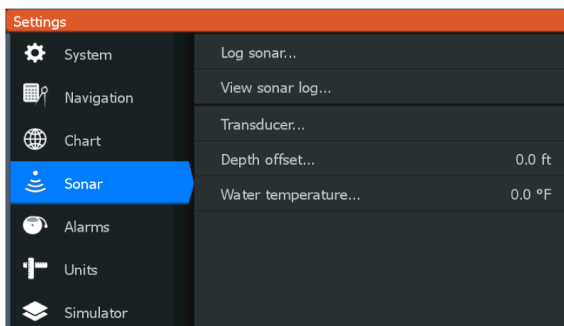 Settings
System
Navigation
Chart
Sonar
Alarms
Units
Simulator
Log sonar...
View sonar log...
Transducer...
Depth offset... 0.0 ft
Water temperature... 0.0 °F